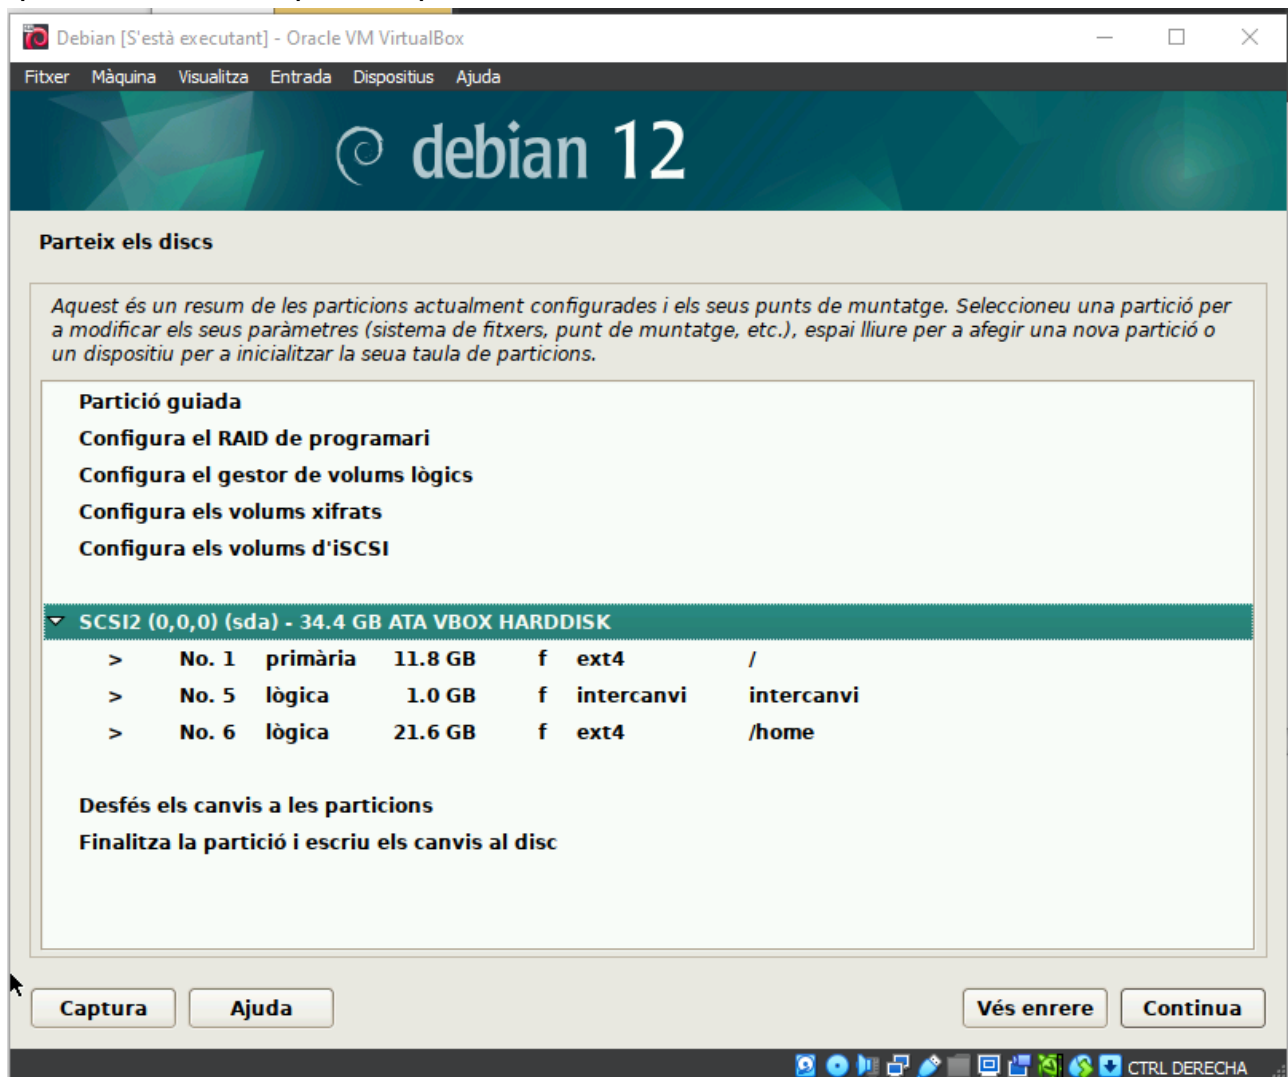 Debian [S'està executant] - Oracle VM VirtualBox
Fitxer Màquina Visualitza Entrada Dispositius Ajuda
debian 12
Parteix els discs
Aquest és un resum de les particions actualment configurades i els seus punts de muntatge. Seleccioneu una partició per
a modificar els seus paràmetres (sistema de fitxers, punt de muntatge, etc.), espai lliure per a afegir una nova partició o
un dispositiu per a inicialitzar la seua taula de particions.
Partició guiada
Configura el RAID de programari
Configura el gestor de volums lògics
Configura els volums xifrats
Configura els volums d'iSCSI
SCSI2 (0,0,0) (sda) - 34.4 GB ATA VBOX HARDDISK
> No. 1 primària 11.8 GB f ext4 /
> No. 5 lògica 1.0 GB f intercanvi intercanvi
> No. 6 lògica 21.6 GB f ext4 /home
Desfés els canvis a les particions
Finalitza la partició i escriu els canvis al disc
Captura Ajuda Vés enrere Continua
CTRL DERECHA